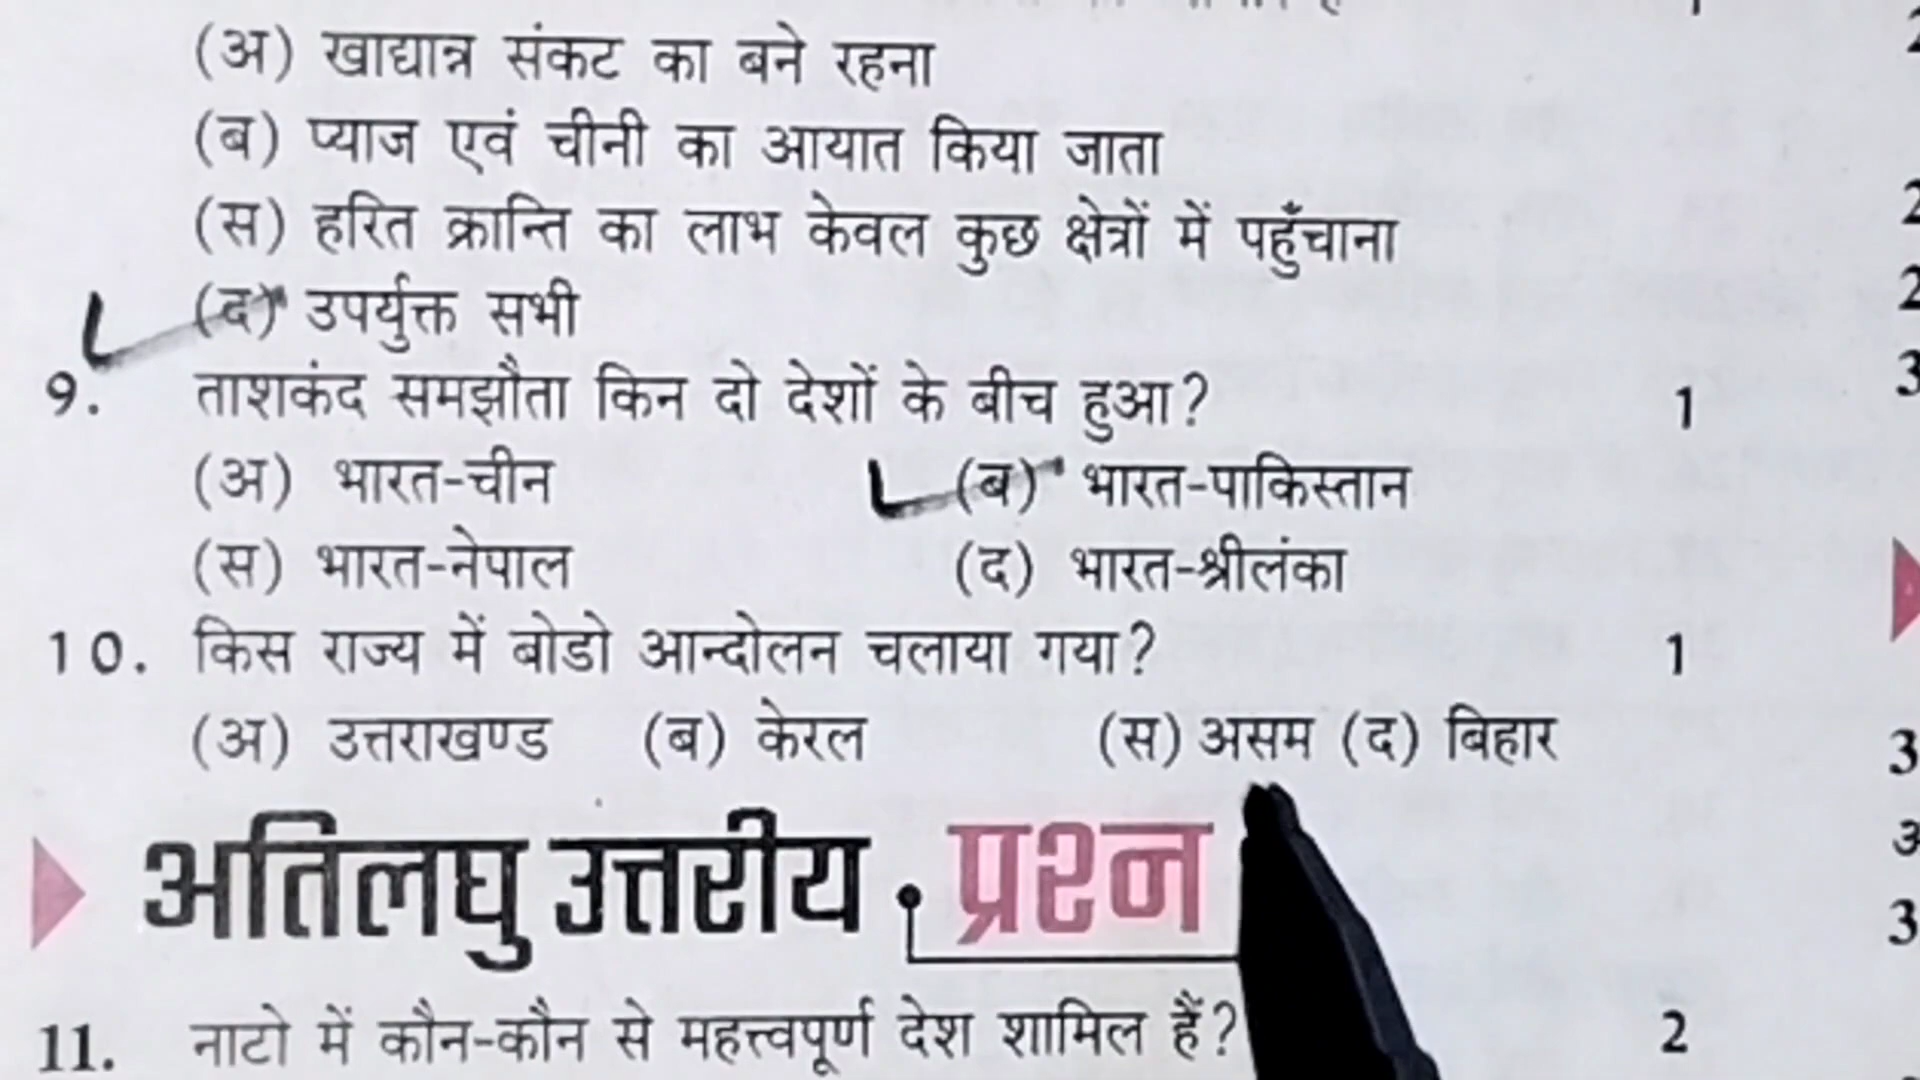 (अ) खाद्यान्न संकट का बने रहना
(ब) प्याज एवं चीनी का आयात किया जाता
(स) हरित क्रान्ति का लाभ केवल कुछ क्षेत्रों में पहुँचाना
(द) उपर्युक्त सभी
9. ताशकंद समझौता किन दो देशों के बीच हुआ? 1
(अ) भारत-चीन (ब) भारत-पाकिस्तान
(स) भारत-नेपाल (द) भारत-श्रीलंका
10. किस राज्य में बोडो आन्दोलन चलाया गया? 1
(अ) उत्तराखण्ड (ब) केरल (स) असम (द) बिहार
अतिलघु उत्तरीय प्रश्न
11. नाटो में कौन-कौन से महत्त्वपूर्ण देश शामिल हैं? 2